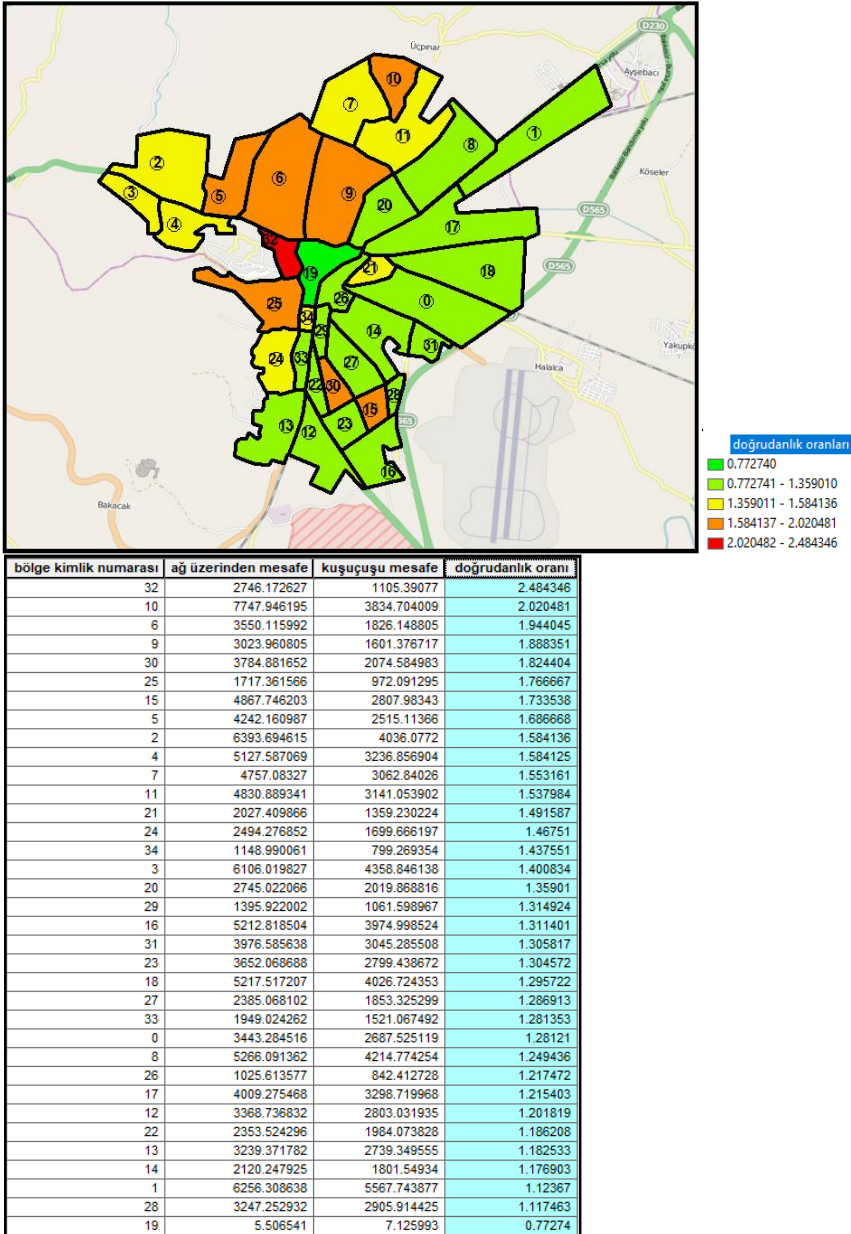 Üçpınar
D230
Ayşebacı
Balıkesir Bandırma yolu
Köseler
D565
D565
Halalca
Yakupkö
565
Bakacak
10
7
11
1
8
2
6
5
9
3
20
4
17
32
19
21
18
25
26
0
34
29
14
31
24
33
27
22
30
28
15
13
12
23
16
doğrudanlık oranları
0.772740
0.772741 - 1.359010
1.359011 - 1.584136
1.584137 - 2.020481
2.020482 - 2.484346
bölge kimlik numarası ağ üzerinden mesafe kuşuçuşu mesafe doğrudanlık oranı
32 2746.172627 1105.39077 2.484346
10 7747.946195 3834.704009 2.020481
6 3550.115992 1826.148805 1.944045
9 3023.960805 1601.376717 1.888351
30 3784.881652 2074.584983 1.824404
25 1717.361566 972.091295 1.766667
15 4867.746203 2807.98343 1.733538
5 4242.160987 2515.11366 1.686668
2 6393.694615 4036.0772 1.584136
4 5127.587069 3236.856904 1.584125
7 4757.08327 3062.84026 1.553161
11 4830.889341 3141.053902 1.537984
21 2027.409866 1359.230224 1.491587
24 2494.276852 1699.666197 1.46751
34 1148.990061 799.269354 1.437551
3 6106.019827 4358.846138 1.400834
20 2745.022066 2019.868816 1.35901
29 1395.922002 1061.598967 1.314924
16 5212.818504 3974.998524 1.311401
31 3976.585638 3045.285508 1.305817
23 3652.068688 2799.438672 1.304572
18 5217.517207 4026.724353 1.295722
27 2385.068102 1853.325299 1.286913
33 1949.024262 1521.067492 1.281353
0 3443.284516 2687.525119 1.28121
8 5266.091362 4214.774254 1.249436
26 1025.613577 842.412728 1.217472
17 4009.275468 3298.719968 1.215403
12 3368.736832 2803.031935 1.201819
22 2353.524296 1984.073828 1.186208
13 3239.371782 2739.349555 1.182533
14 2120.247925 1801.54934 1.176903
1 6256.308638 5567.743877 1.12367
28 3247.252932 2905.914425 1.117463
19 5.506541 7.125993 0.77274